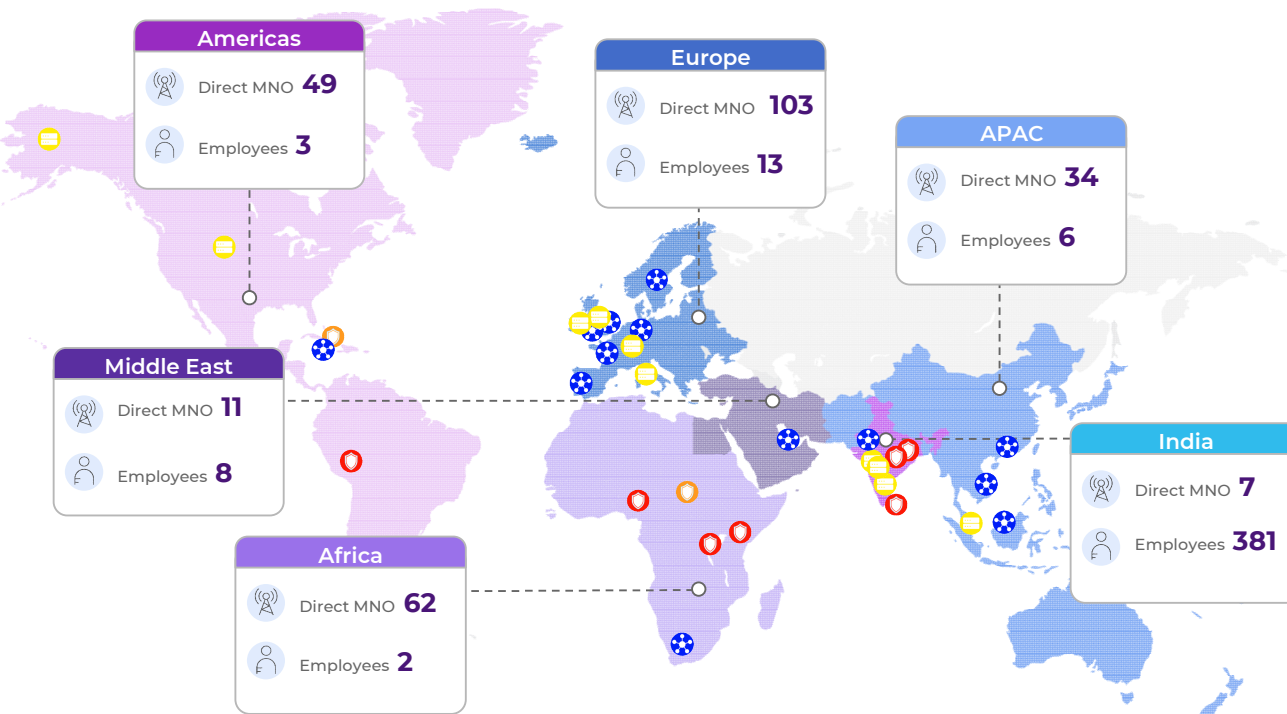 Americas
Direct MNO 49
Employees 3
Europe
Direct MNO 103
Employees 13
APAC
Direct MNO 34
Employees 6
Middle East
Direct MNO 11
Employees 8
India
Direct MNO 7
Employees 381
Africa
Direct MNO 62
Employees 2